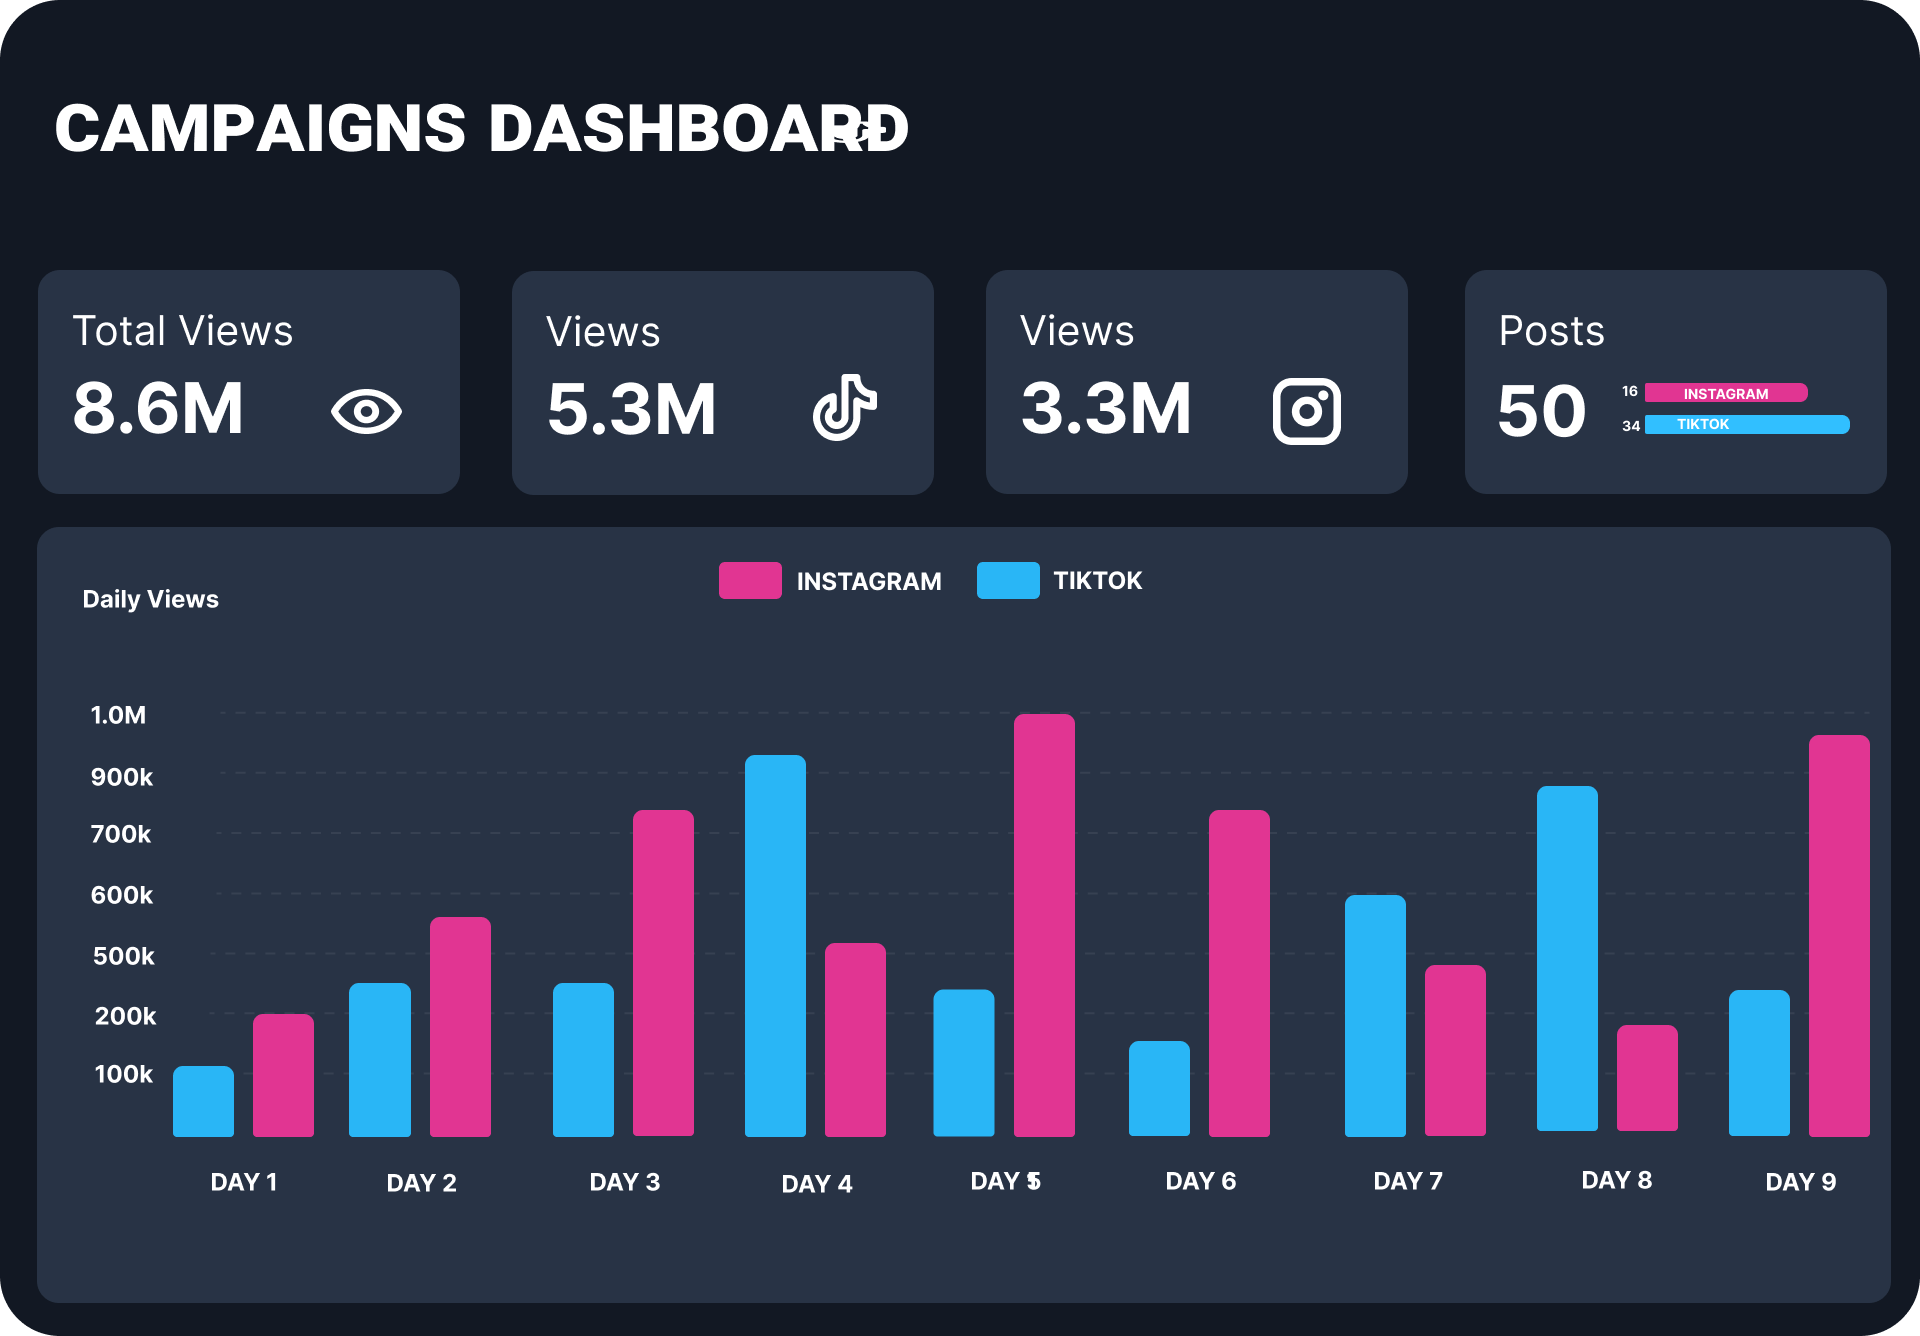 CAMPAIGNS DASHBOARD
Total Views
8.6M
Views
5.3M
Views
3.3M
Posts
50
16 INSTAGRAM
34 TIKTOK
INSTAGRAM TIKTOK
Daily Views
1.0M
900k
700k
600k
500k
200k
100k
DAY 1 DAY 2 DAY 3 DAY 4 DAY 5 DAY 6 DAY 7 DAY 8 DAY 9